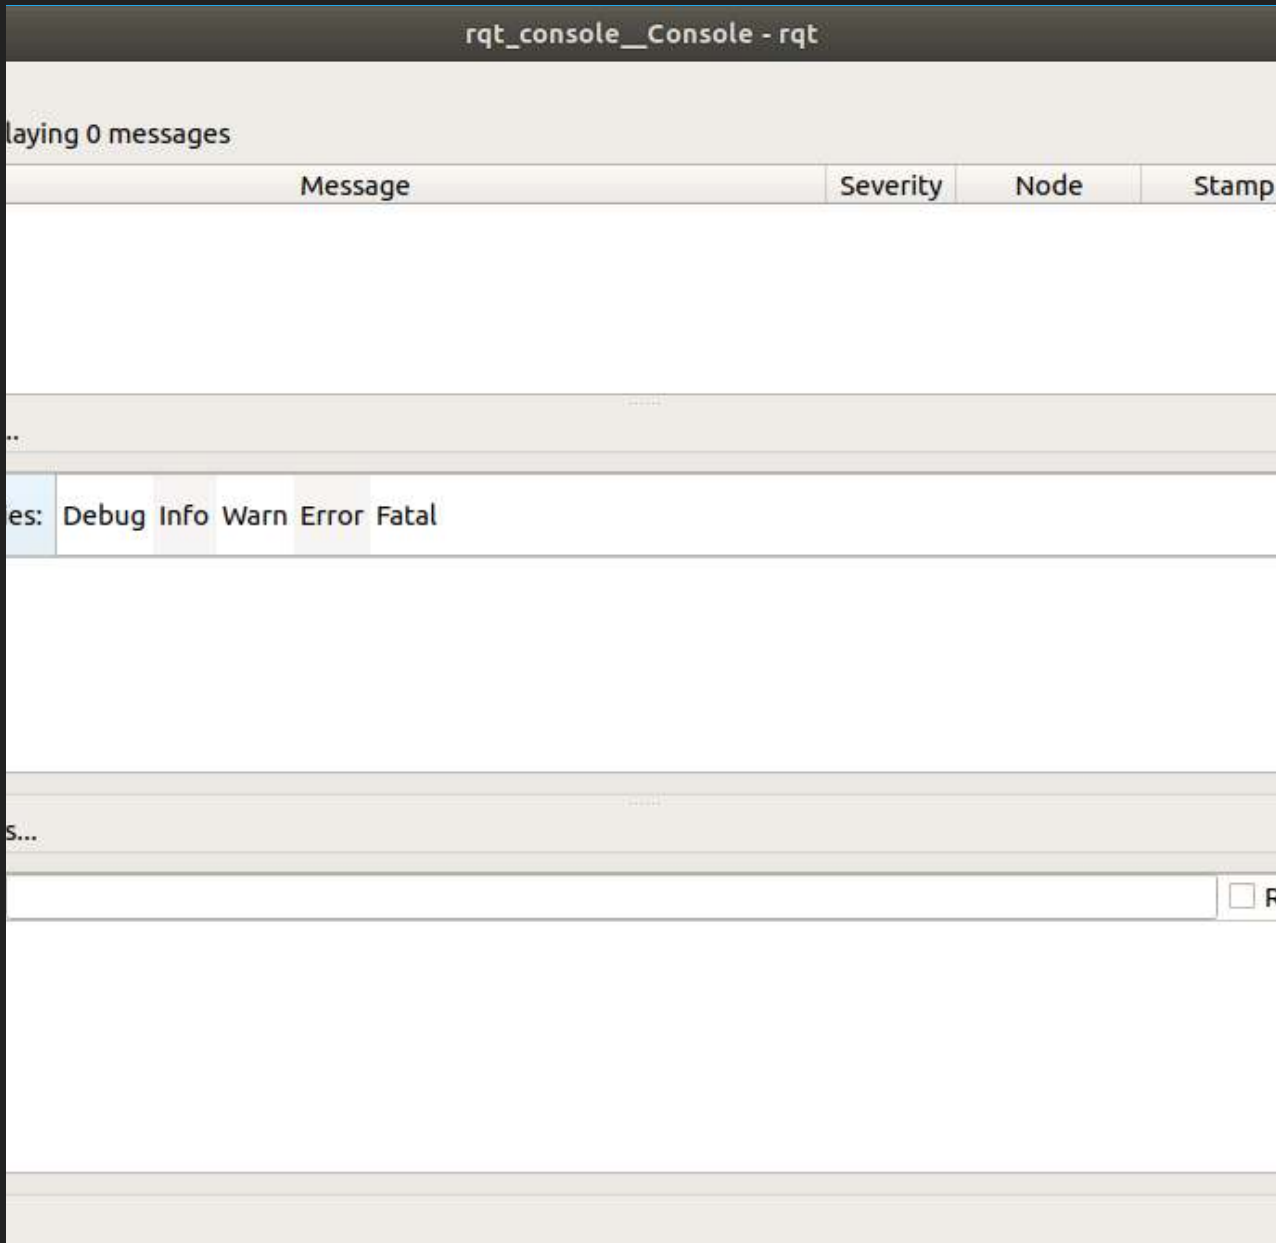 rqt_console__Console - rqt
laying 0 messages
Message Severity Node Stamp
..
es: Debug Info Warn Error Fatal
s...
R